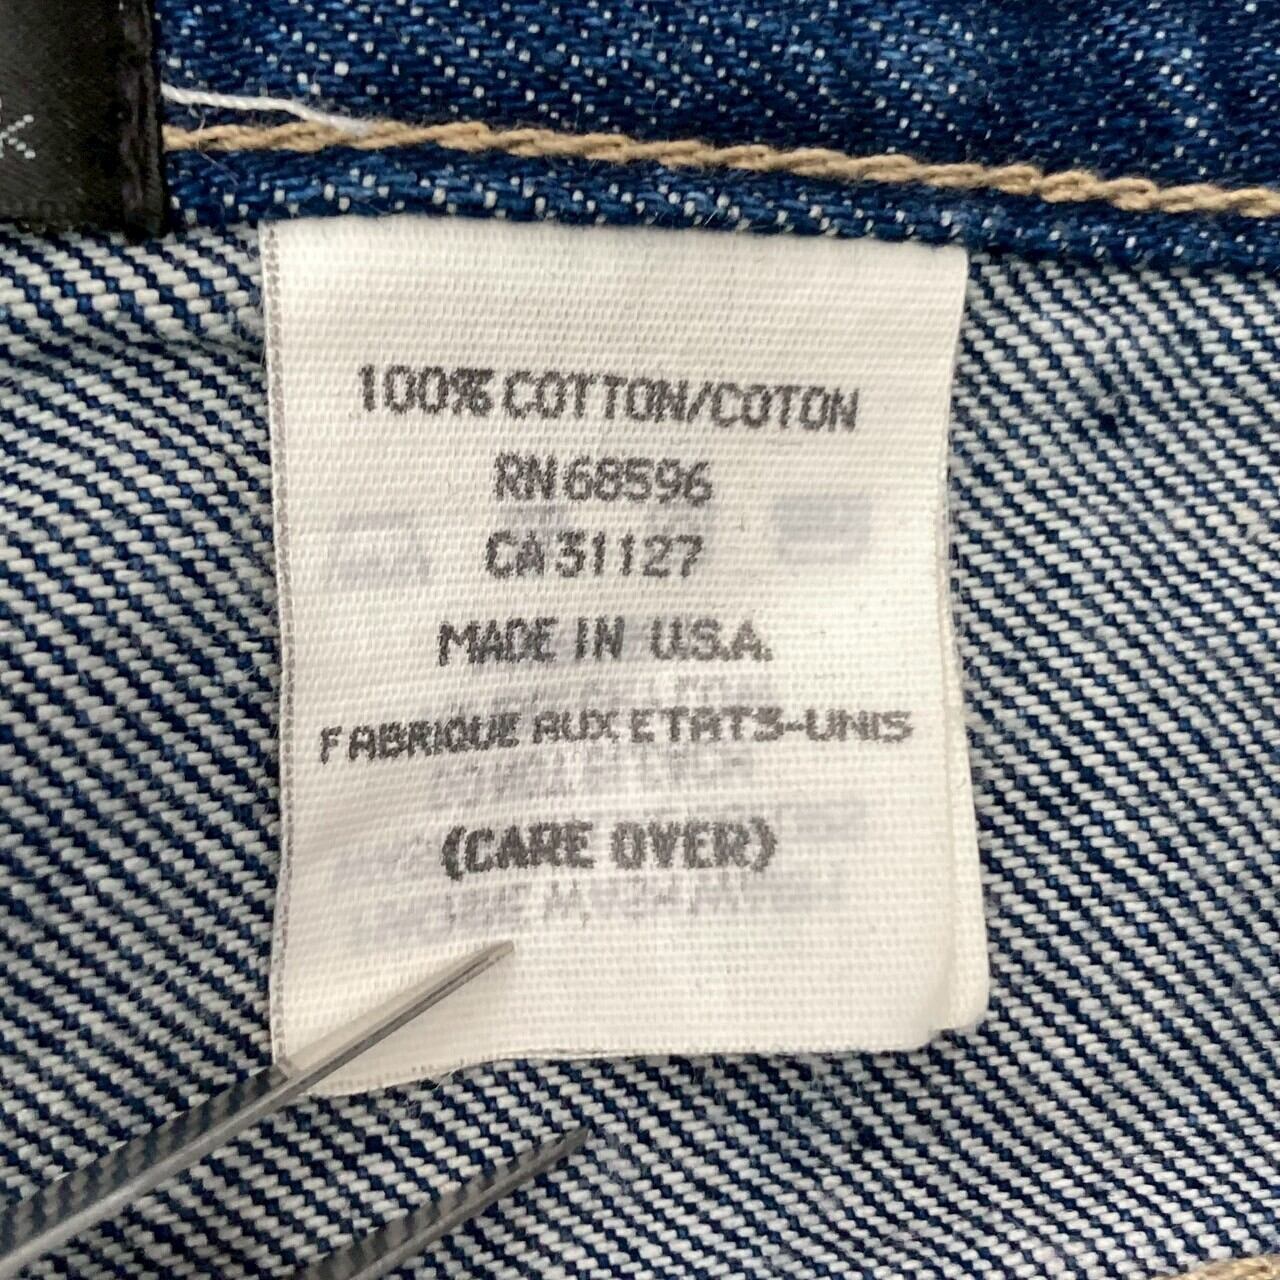 100% COTTON/COTON
RN 68596
CA 31127
MADE IN U.S.A.
FABRIQUE AUX ETATS-UNIS
(CARE OVER)